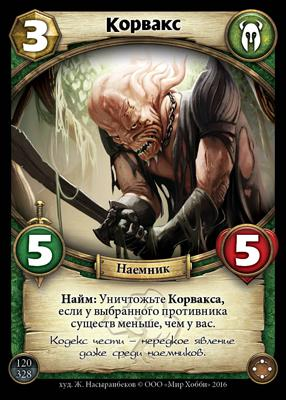 3
Корвакс
5
5
Наемник
Найм: Уничтожьте Корвакса,
если у выбранного противника
существ меньше, чем у вас.
Кодекс чести – нередкое явление
даже среди наемников.
120
328
худ. Ж. Насыранбеков © ООО «Мир Хобби» 2016